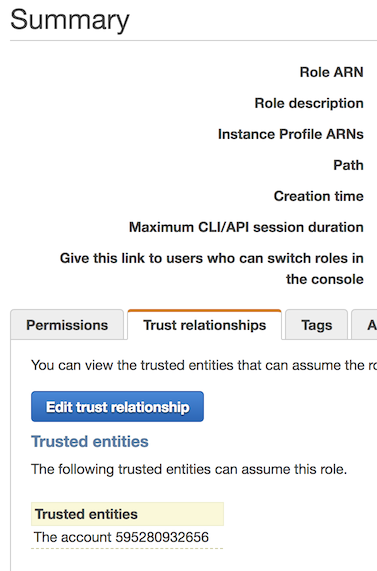 Summary
Role ARN
Role description
Instance Profile ARNs
Path
Creation time
Maximum CLI/API session duration
Give this link to users who can switch roles in
the console
Permissions
Trust relationships
Tags
A
You can view the trusted entities that can assume the ro
Edit trust relationship
Trusted entities
The following trusted entities can assume this role.
Trusted entities
The account 595280932656